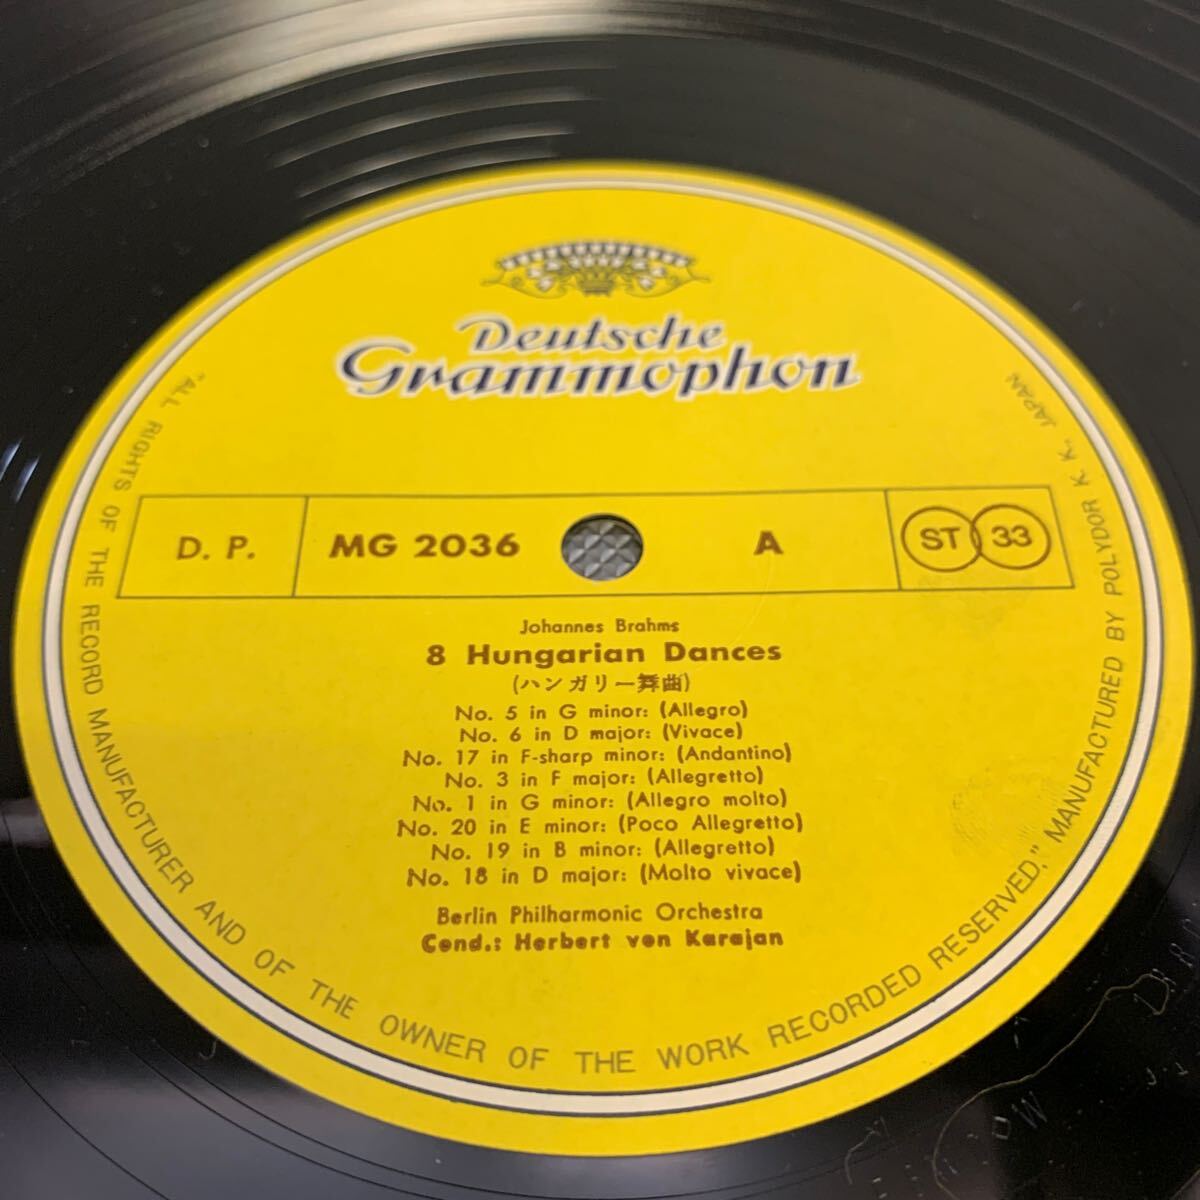 Deutsche
Grammophon
D. P. MG 2036 A ST 33
Johannes Brahms
8 Hungarian Dances
(ハンガリー舞曲)
No. 5 in G minor: (Allegro)
No. 6 in D major: (Vivace)
No. 17 in F-sharp minor: (Andantino)
No. 3 in F major: (Allegretto)
No. 1 in G minor: (Allegro molto)
No. 20 in E minor: (Poco Allegretto)
No. 19 in B minor: (Allegretto)
No. 18 in D major: (Molto vivace)
Berlin Philharmonic Orchestra
Cond.: Herbert von Karajan
"ALL RIGHTS OF THE RECORD MANUFACTURER AND OF THE OWNER OF THE WORK RECORDED RESERVED," MANUFACTURED BY POLYDOR K. K., JAPAN